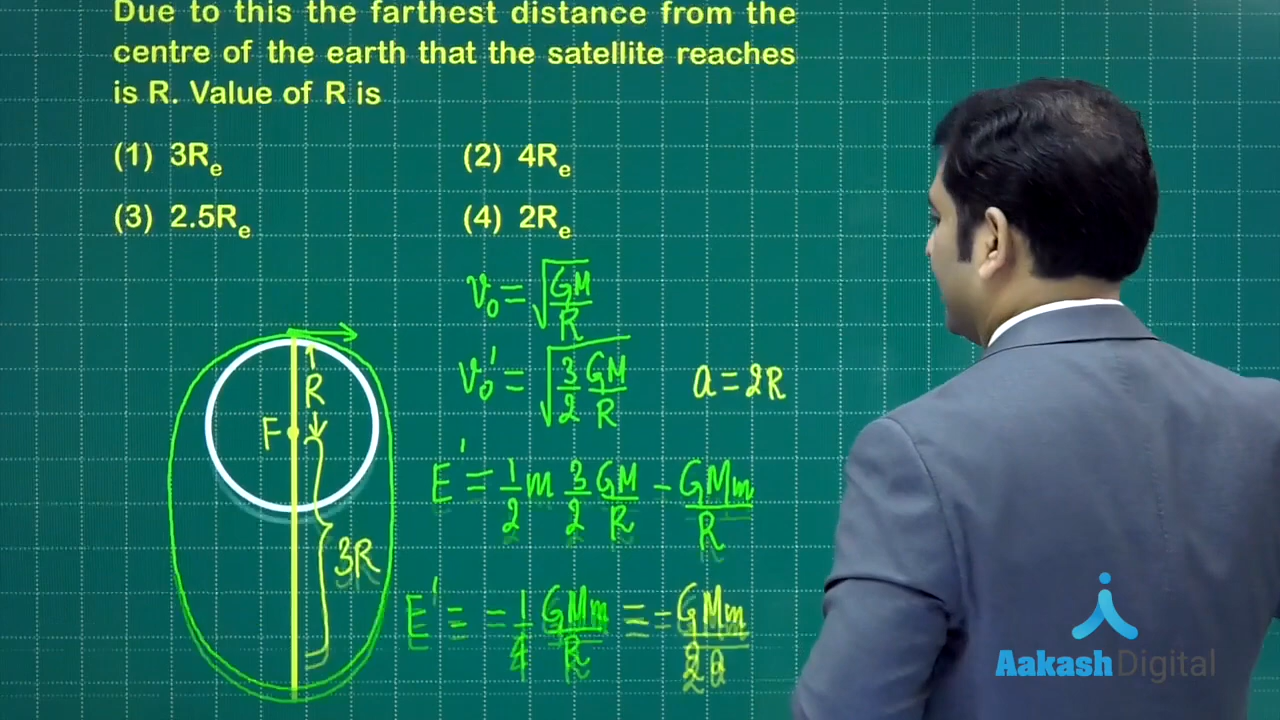 Due to this the farthest distance from the
centre of the earth that the satellite reaches
is R. Value of R is
(1) 3Rₑ (2) 4Rₑ
(3) 2.5Rₑ (4) 2Rₑ
v₀ = √(GM/R)
v₀' = √(3/2 GM/R) a = 2R
R
F
E' = 1/2 m 3/2 GM/R − GMm/R
3R
E' = −1/4 GMm/R = −GMm/2a
Aakash Digital